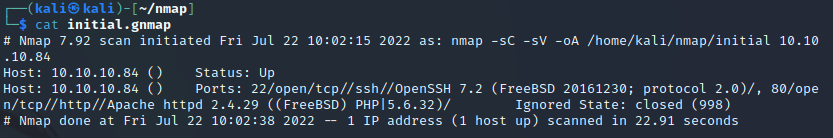 ┌──(kali㉿kali)-[~/nmap]
└─$ cat initial.gnmap
# Nmap 7.92 scan initiated Fri Jul 22 10:02:15 2022 as: nmap -sC -sV -oA /home/kali/nmap/initial 10.10
.10.84
Host: 10.10.10.84 ()    Status: Up
Host: 10.10.10.84 ()    Ports: 22/open/tcp//ssh//OpenSSH 7.2 (FreeBSD 20161230; protocol 2.0)/, 80/ope
n/tcp//http//Apache httpd 2.4.29 ((FreeBSD) PHP|5.6.32)/        Ignored State: closed (998)
# Nmap done at Fri Jul 22 10:02:38 2022 -- 1 IP address (1 host up) scanned in 22.91 seconds